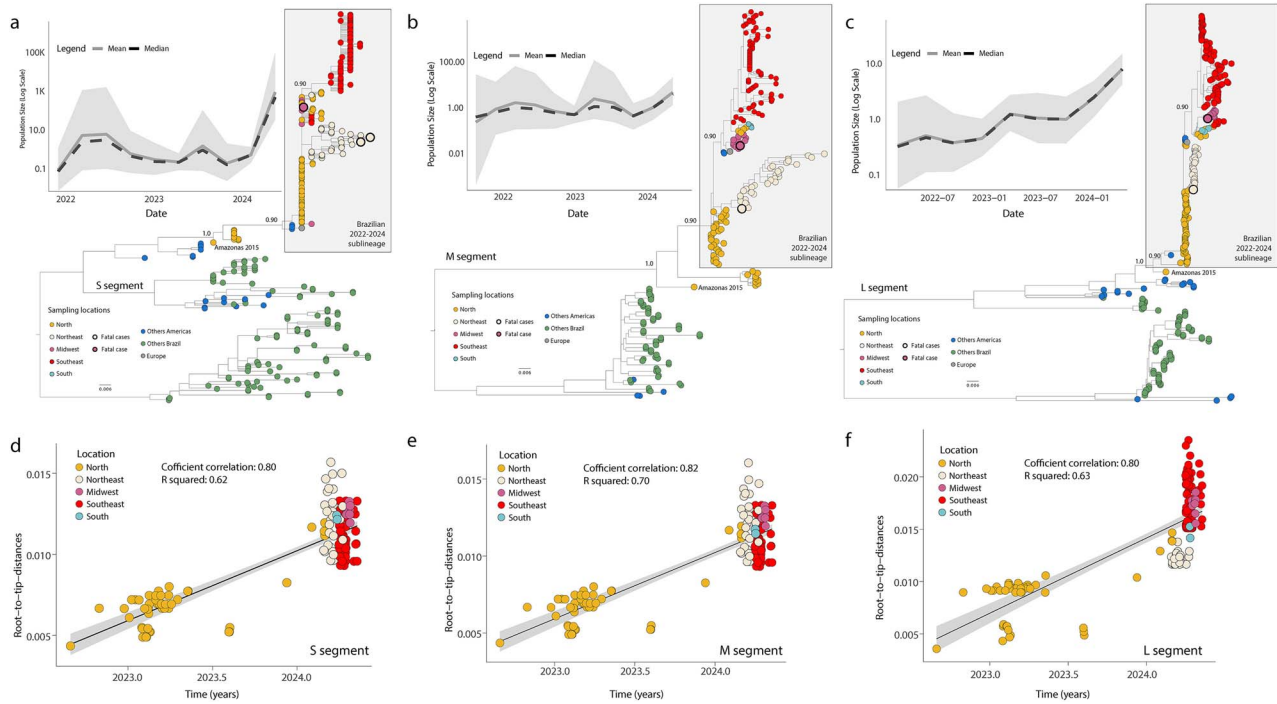 a
Legend
Mean
Median
Population Size (Log Scale)
100K
1K
10.0
0.1
2022
2023
2024
Date
0.90
0.90
1.0
Amazonas 2015
Brazilian
2022-2024
sublineage
S segment
Sampling locations
North
Northeast
Midwest
Southeast
South
Fatal cases
Fatal case
Others Americas
Others Brazil
Europe
0.006
b
Legend
Mean
Median
Population Size (Log Scale)
100.00
1.00
0.01
2022
2023
2024
Date
0.90
0.90
1.0
Amazonas 2015
Brazilian
2022-2024
sublineage
M segment
Sampling locations
North
Northeast
Midwest
Southeast
South
Fatal cases
Fatal case
Others Americas
Others Brazil
Europe
0.006
c
Legend
Mean
Median
Population Size (Log Scale)
10.0
1.0
0.1
2022-07
2023-01
2023-07
2024-01
Date
0.90
0.90
1.0
Amazonas 2015
Brazilian
2022-2024
sublineage
L segment
Sampling locations
North
Northeast
Midwest
Southeast
South
Fatal cases
Fatal case
Others Americas
Others Brazil
Europe
0.006
d
Location
North
Northeast
Midwest
Southeast
South
Cofficient correlation: 0.80
R squared: 0.62
Root-to-tip-distances
0.015
0.010
0.005
2023.0
2023.5
2024.0
Time (years)
S segment
e
Location
North
Northeast
Midwest
Southeast
South
Cofficient correlation: 0.82
R squared: 0.70
Root-to-tip-distances
0.015
0.010
0.005
2023.0
2023.5
2024.0
Time (years)
M segment
f
Location
North
Northeast
Midwest
Southeast
South
Cofficient correlation: 0.80
R squared: 0.63
Root-to-tip-distances
0.020
0.015
0.010
0.005
2023.0
2023.5
2024.0
Time (years)
L segment